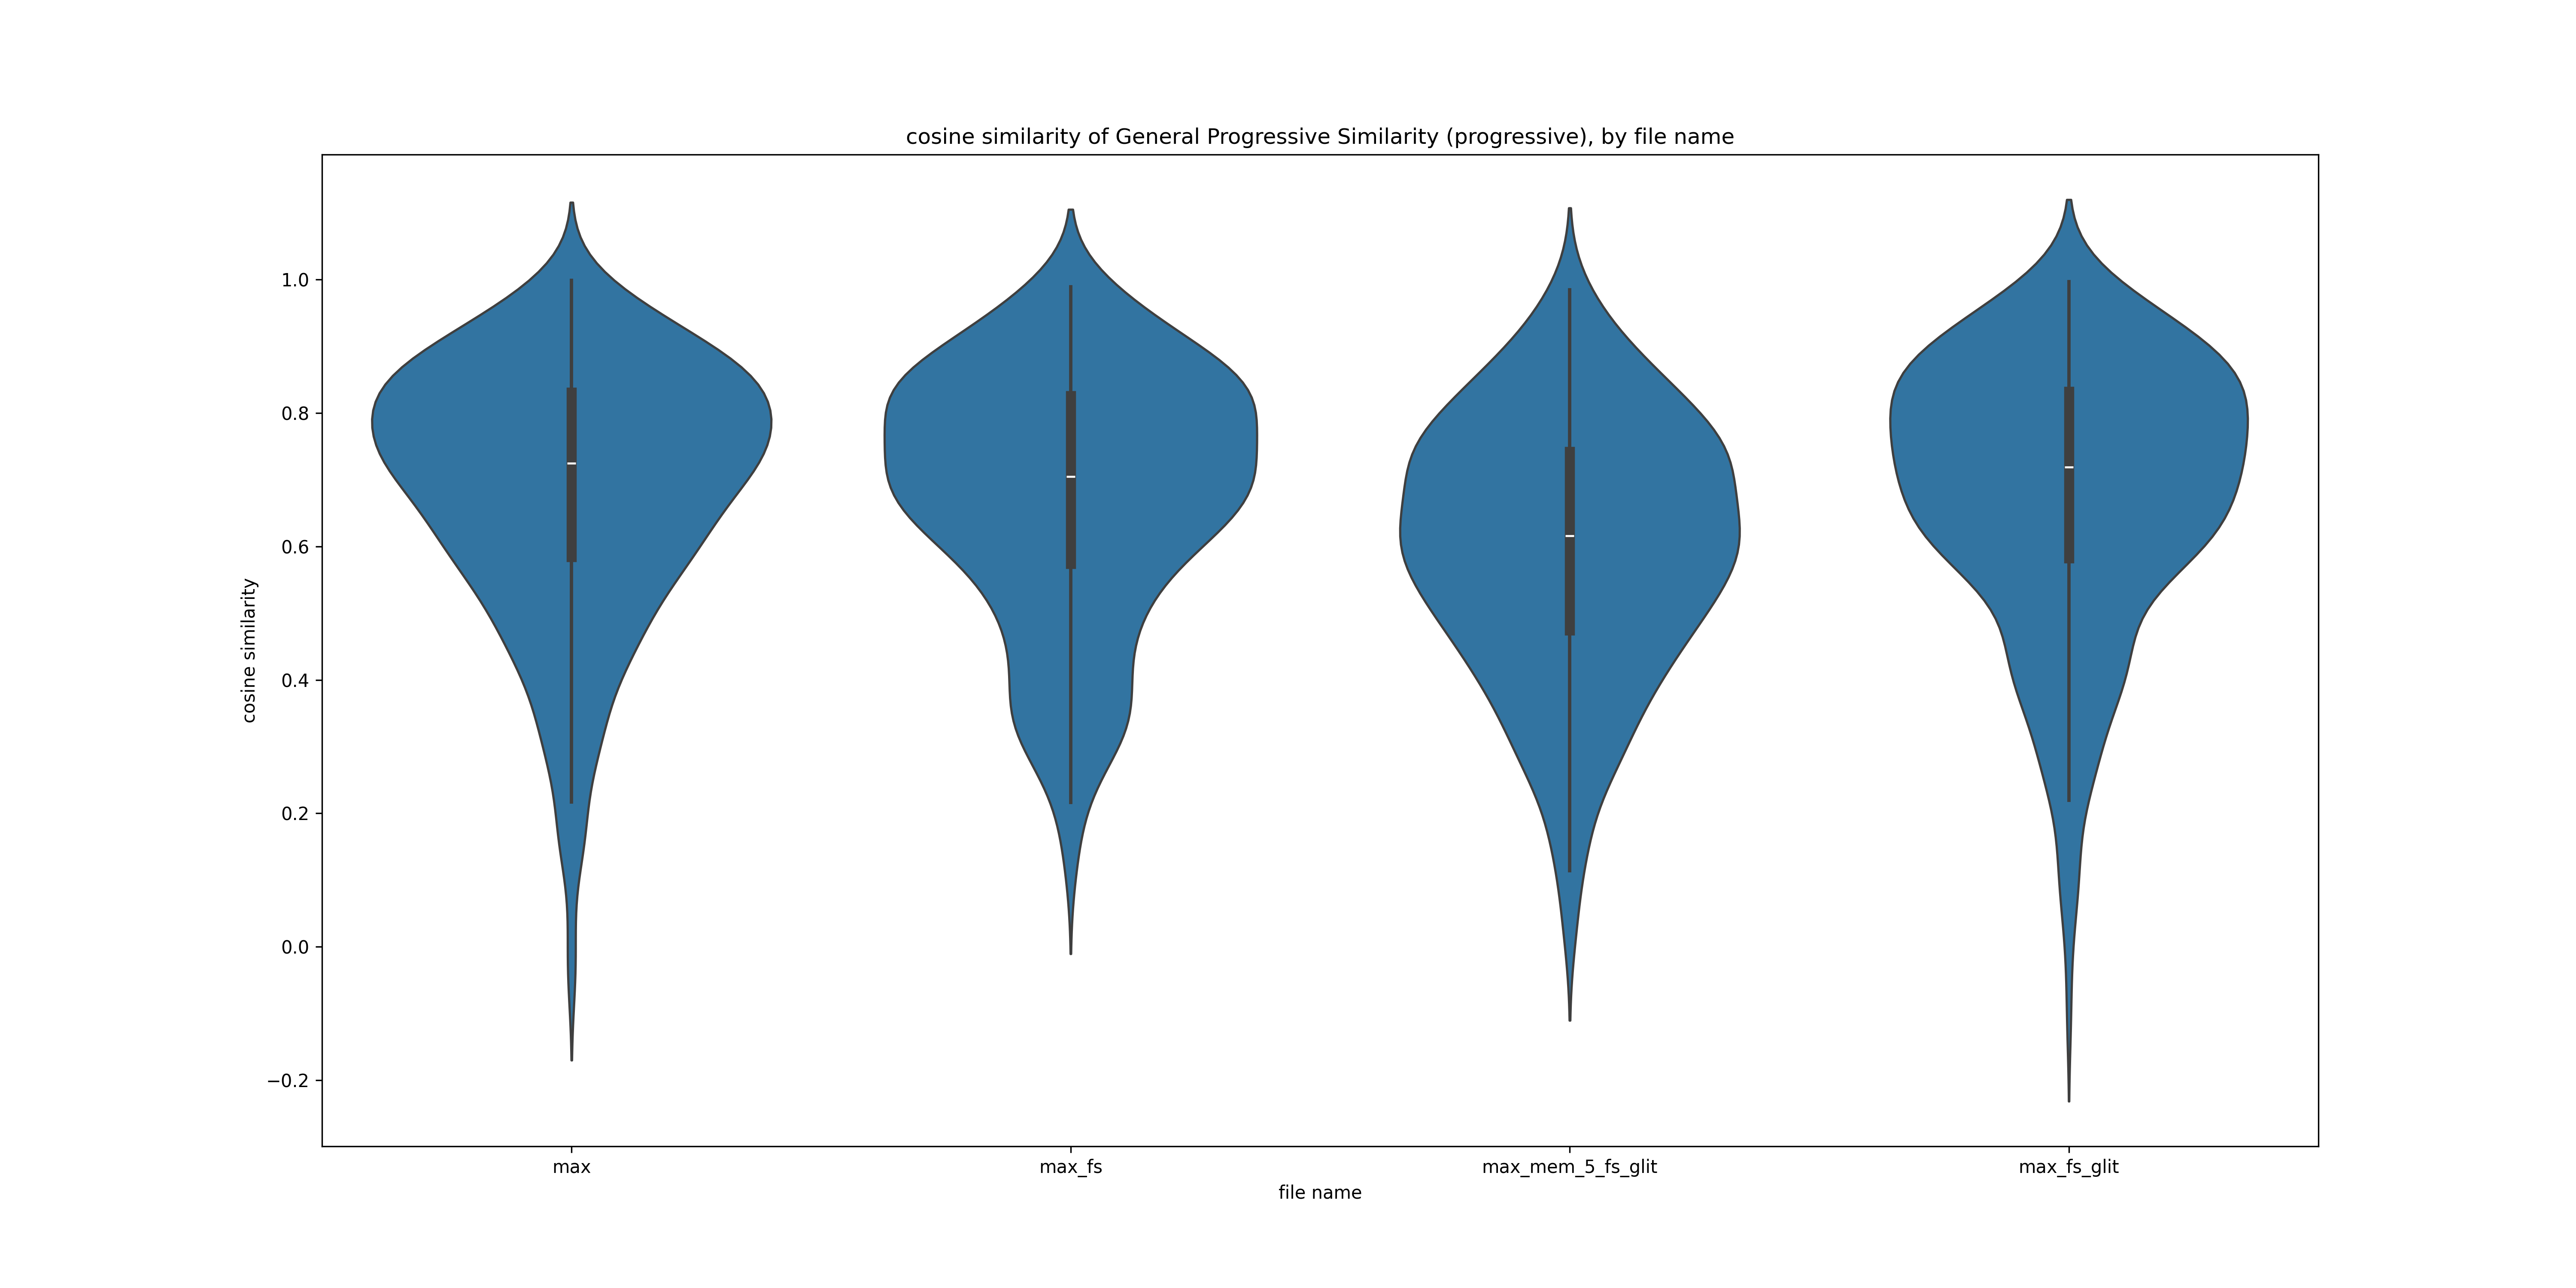 cosine similarity of General Progressive Similarity (progressive), by file name
cosine similarity
1.0
0.8
0.6
0.4
0.2
0.0
−0.2
max
max_fs
max_mem_5_fs_glit
max_fs_glit
file name